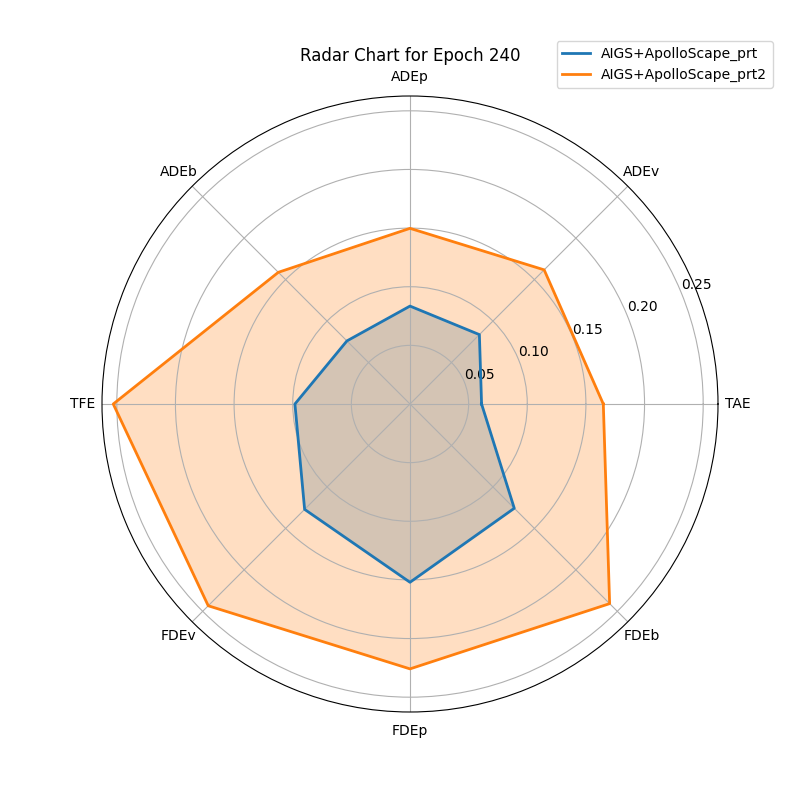 Radar Chart for Epoch 240
AIGS+ApolloScape_prt
AIGS+ApolloScape_prt2
ADEp
ADEb
ADEv
0.25
0.20
0.15
0.10
0.05
TFE
TAE
FDEv
FDEb
FDEp